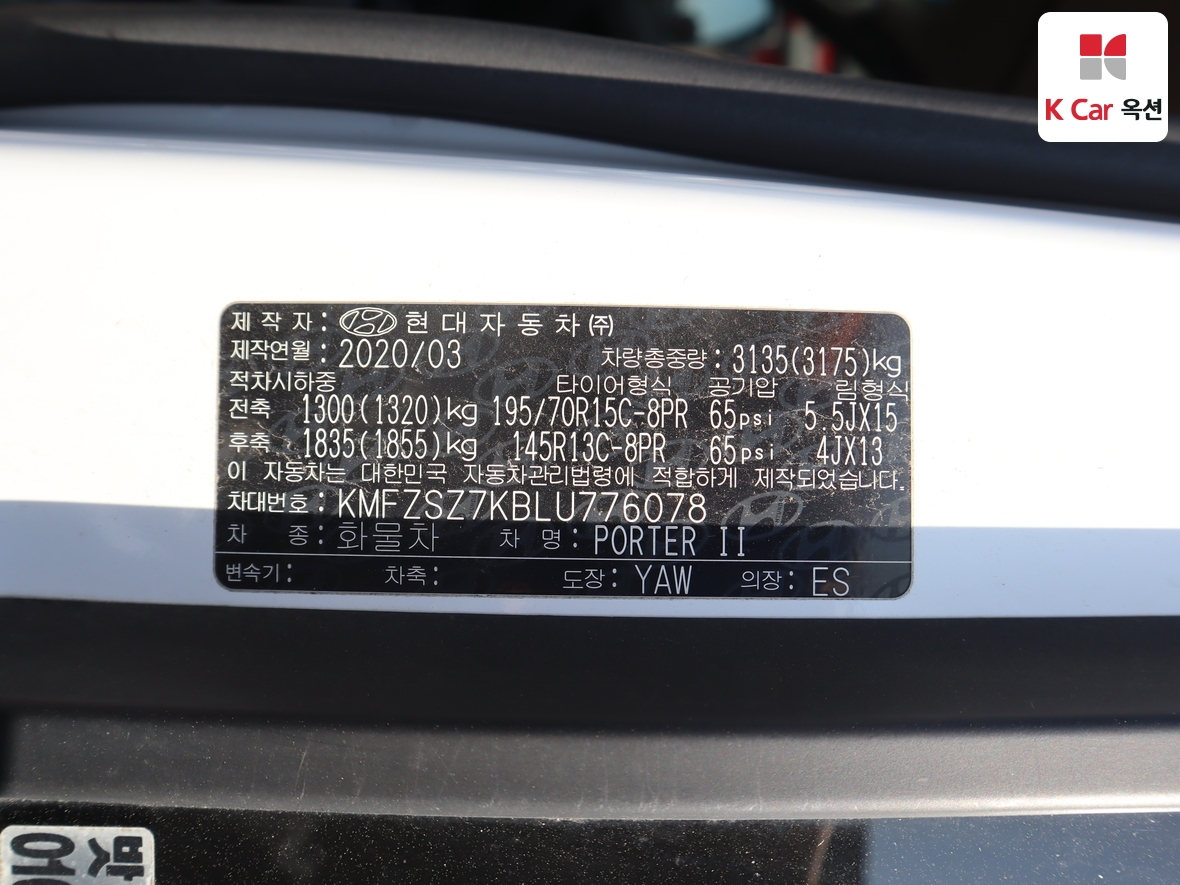 K Car 옥션
제 작 자 : HYUNDAI 현 대 자 동 차 ㈜
제작연월 : 2020/03 차량총중량 : 3135(3175)kg
적차시하중 타이어형식 공기압 림형식
전축 1300(1320)kg 195/70R15C-8PR 65psi 5.5JX15
후축 1835(1855)kg 145R13C-8PR 65psi 4JX13
이 자동차는 대한민국 자동차관리법령에 적합하게 제작되었습니다.
차대번호 : KMFZSZ7KBLU776078
차 종 : 화물차 차 명 : PORTER II
변속기 : 차축 : 도장 : YAW 의장 : ES